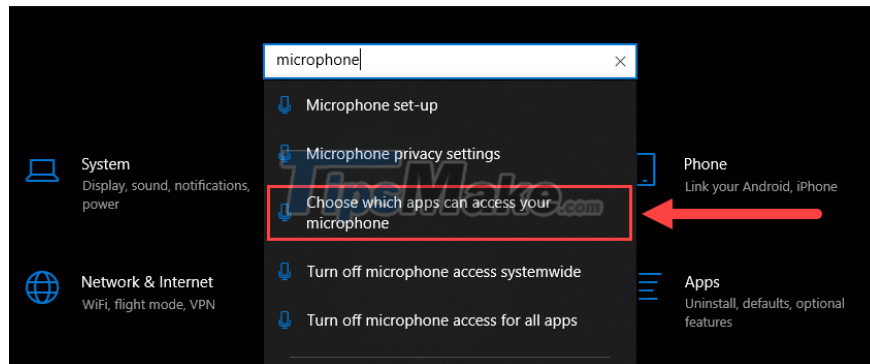 microphone
Microphone set-up
Microphone privacy settings
Choose which apps can access your
microphone
Turn off microphone access systemwide
Turn off microphone access for all apps
System
Display, sound, notifications,
power
Network & Internet
WiFi, flight mode, VPN
Phone
Link your Android, iPhone
Apps
Uninstall, defaults, optional
features
TipsMake.com